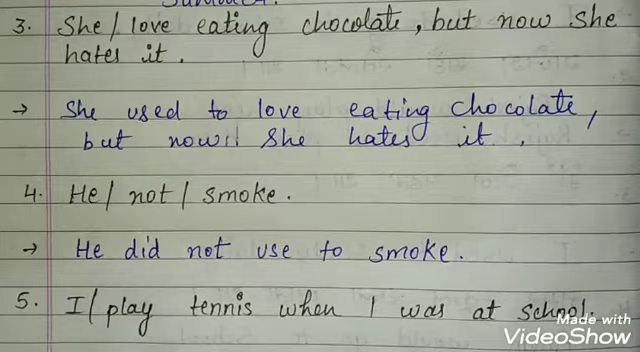 3. She / love eating chocolate, but now she
hates it.
→ She used to love eating chocolate,
but now!! She hates it.
4. He / not / smoke.
→ He did not use to smoke.
5. I / play tennis when I was at school.
Made with
VideoShow